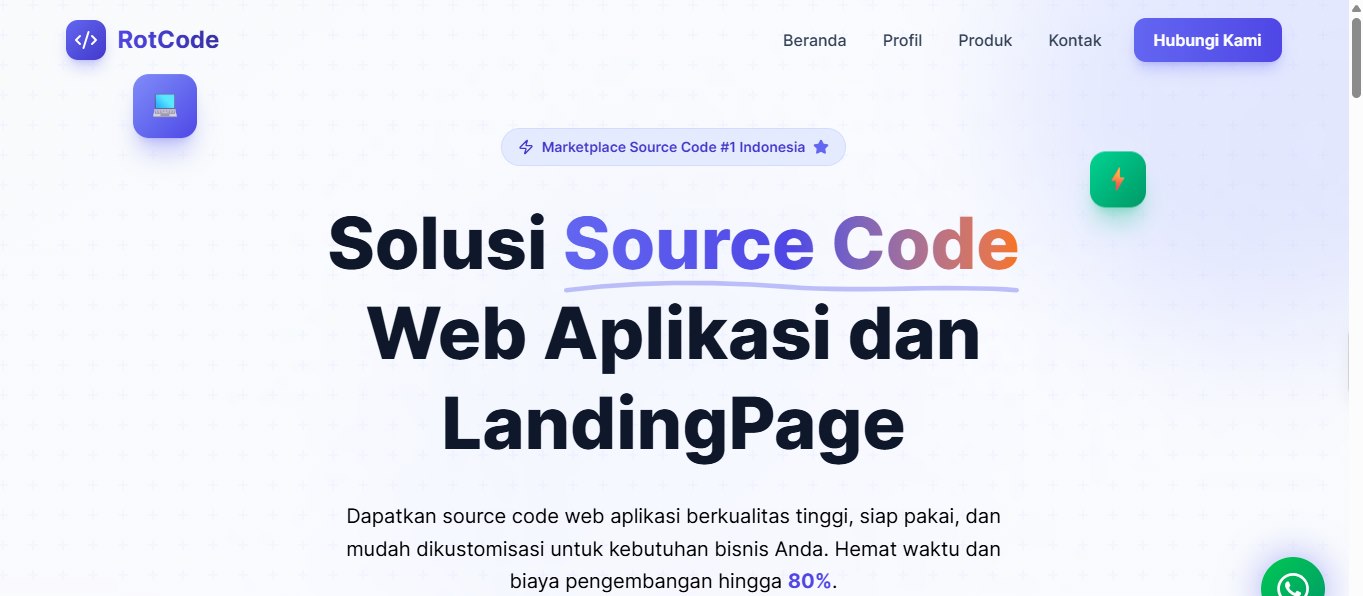 RotCode
Beranda
Profil
Produk
Kontak
Hubungi Kami
Marketplace Source Code #1 Indonesia
Solusi Source Code
Web Aplikasi dan
LandingPage
Dapatkan source code web aplikasi berkualitas tinggi, siap pakai, dan
mudah dikustomisasi untuk kebutuhan bisnis Anda. Hemat waktu dan
biaya pengembangan hingga 80%.